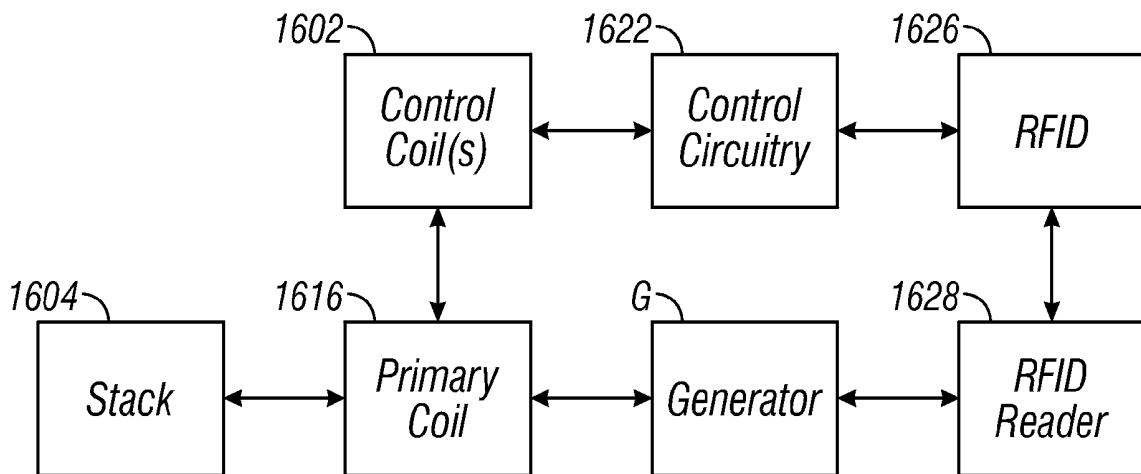 1602
1622
1626
Control
Coil(s)
Control
Circuitry
RFID
1604
1616
G
1628
Stack
Primary
Coil
Generator
RFID
Reader